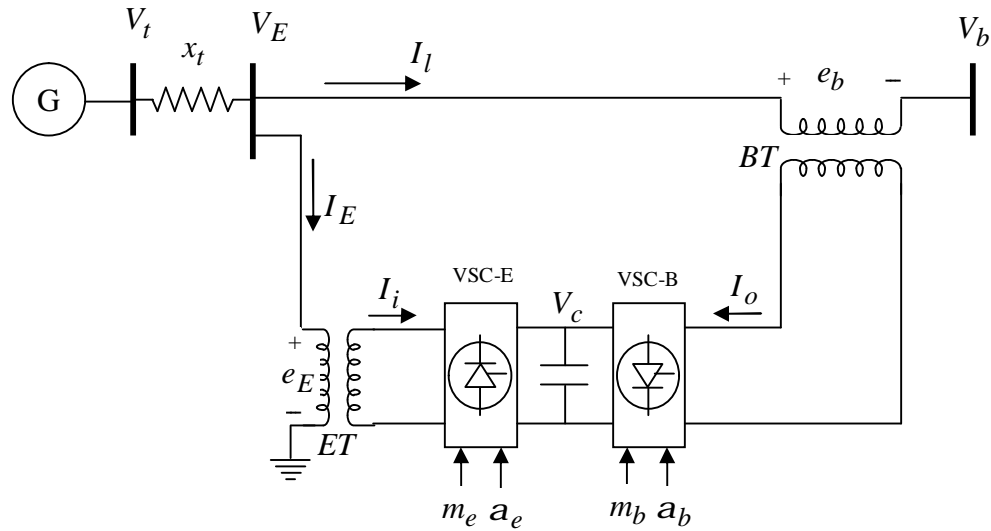 V_t
V_E
V_b
x_t
I_l
+ e_b −
G
BT
I_E
VSC-E
VSC-B
I_i
V_c
I_o
+
e_E
−
ET
m_e a_e
m_b a_b